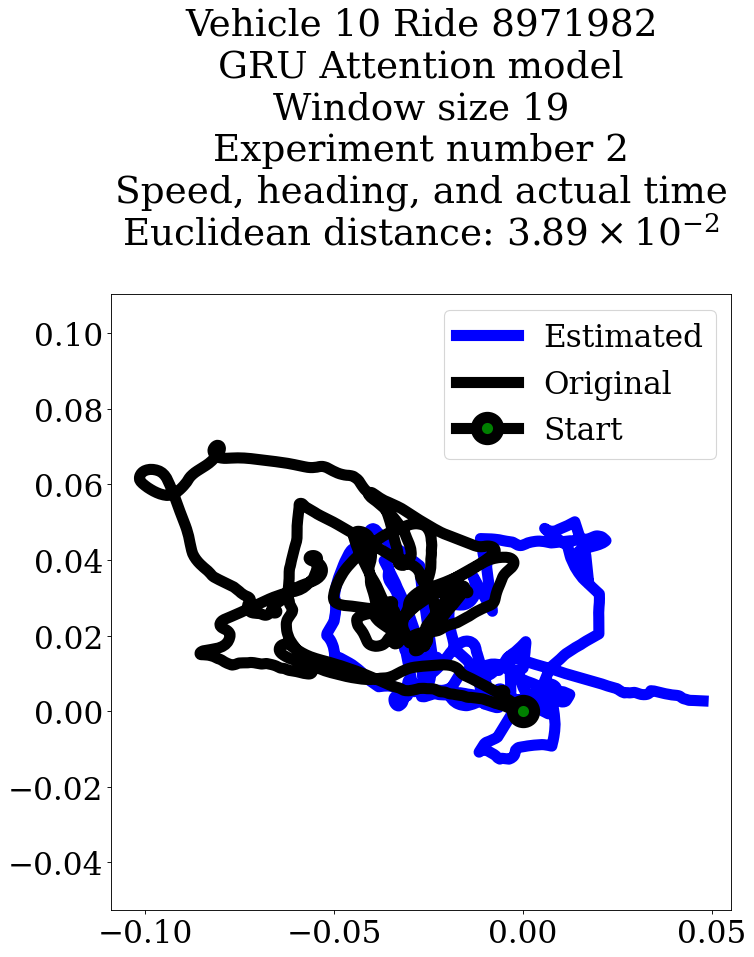 Vehicle 10 Ride 8971982
GRU Attention model
Window size 19
Experiment number 2
Speed, heading, and actual time
Euclidean distance: 3.89 × 10⁻²
Estimated
Original
Start
0.10
0.08
0.06
0.04
0.02
0.00
−0.02
−0.04
−0.10 −0.05 0.00 0.05